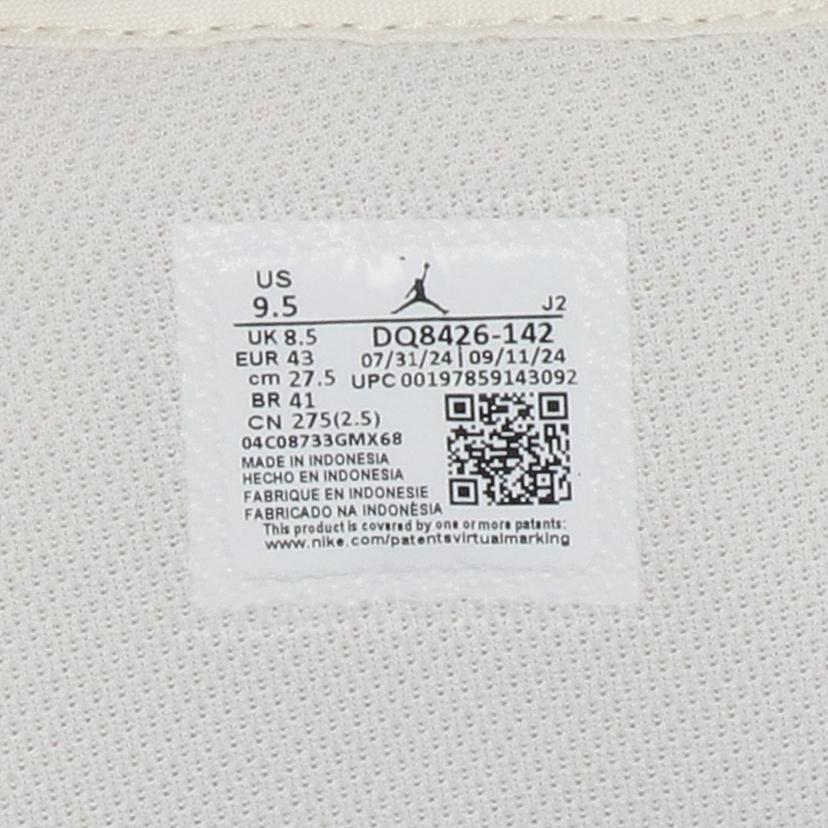 US
9.5
J2
UK 8.5
DQ8426-142
EUR 43
07/31/24 | 09/11/24
cm 27.5
UPC 00197859143092
BR 41
CN 275(2.5)
04C08733GMX68
MADE IN INDONESIA
HECHO EN INDONESIA
FABRIQUE EN INDONESIE
FABRICADO NA INDONÉSIA
This product is covered by one or more patents:
www.nike.com/patentsvirtualmarking